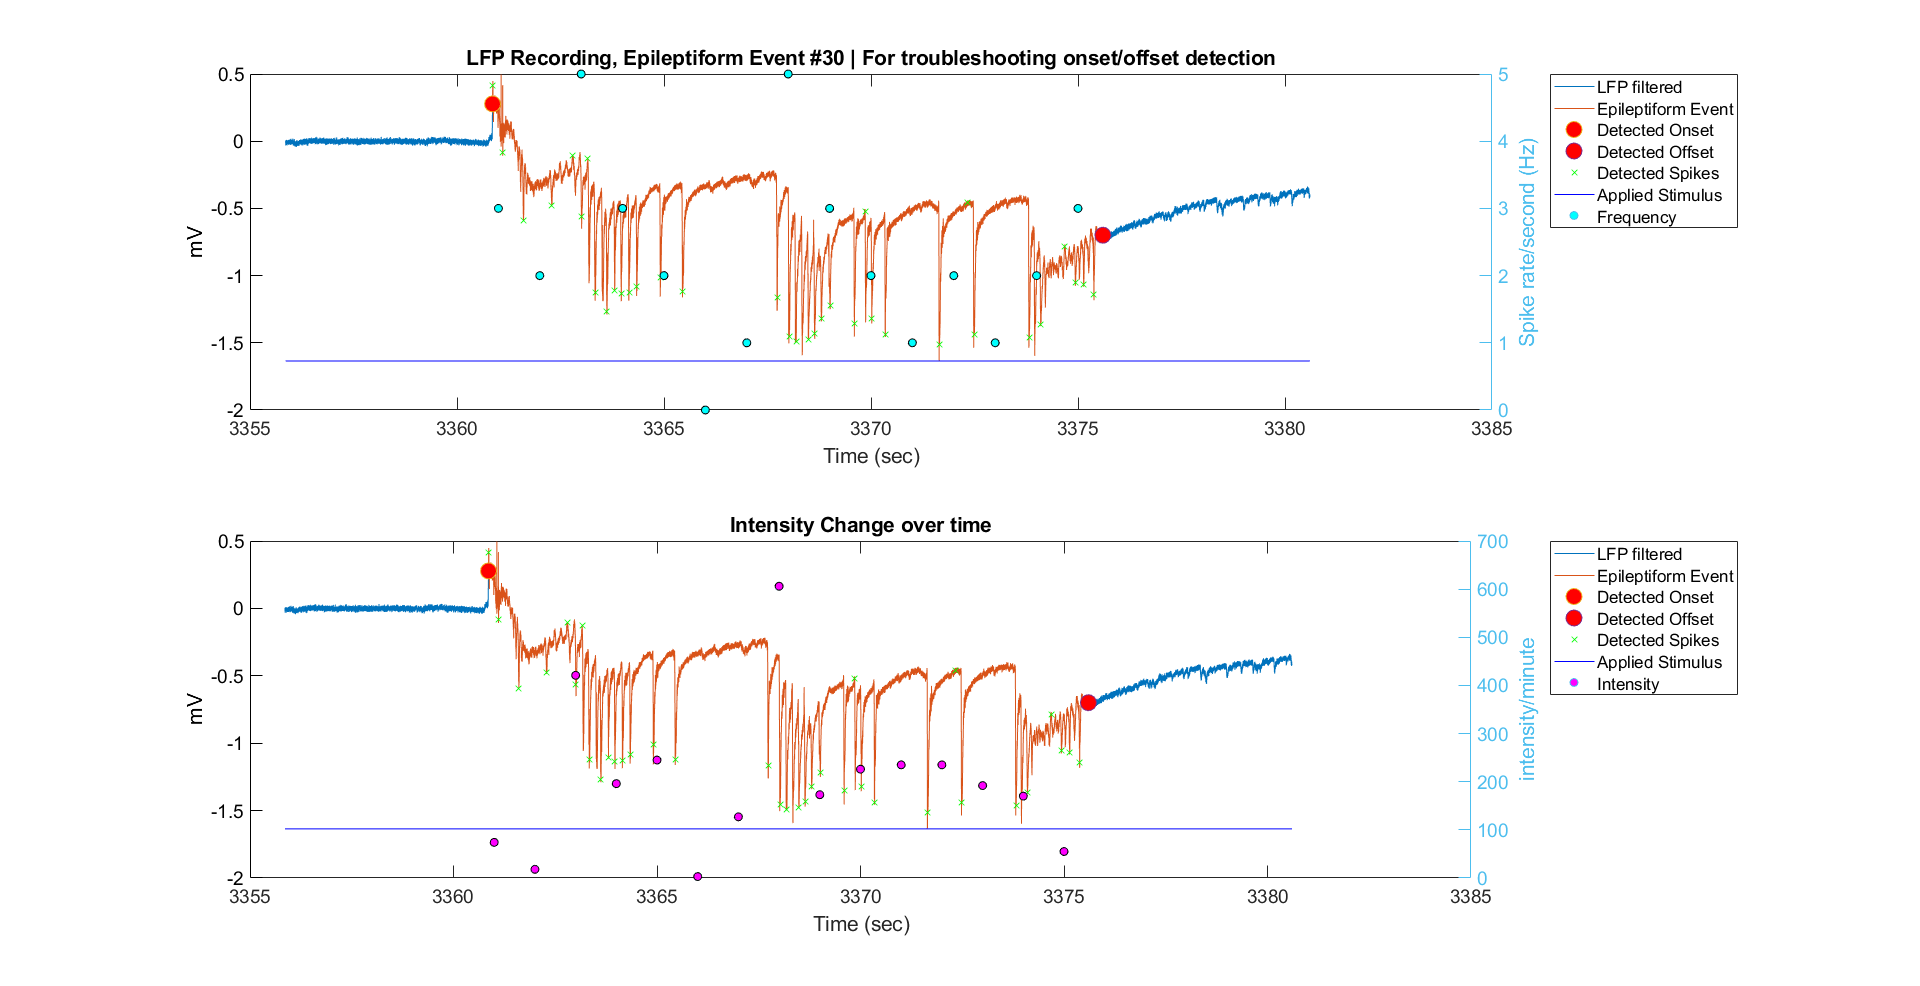 LFP Recording, Epileptiform Event #30 | For troubleshooting onset/offset detection
0.5
0
-0.5
-1
-1.5
-2
mV
3355
3360
3365
3370
3375
3380
3385
Time (sec)
5
4
3
2
1
0
Spike rate/second (Hz)
LFP filtered
Epileptiform Event
Detected Onset
Detected Offset
Detected Spikes
Applied Stimulus
Frequency
Intensity Change over time
0.5
0
-0.5
-1
-1.5
-2
mV
3355
3360
3365
3370
3375
3380
3385
Time (sec)
700
600
500
400
300
200
100
0
intensity/minute
LFP filtered
Epileptiform Event
Detected Onset
Detected Offset
Detected Spikes
Applied Stimulus
Intensity